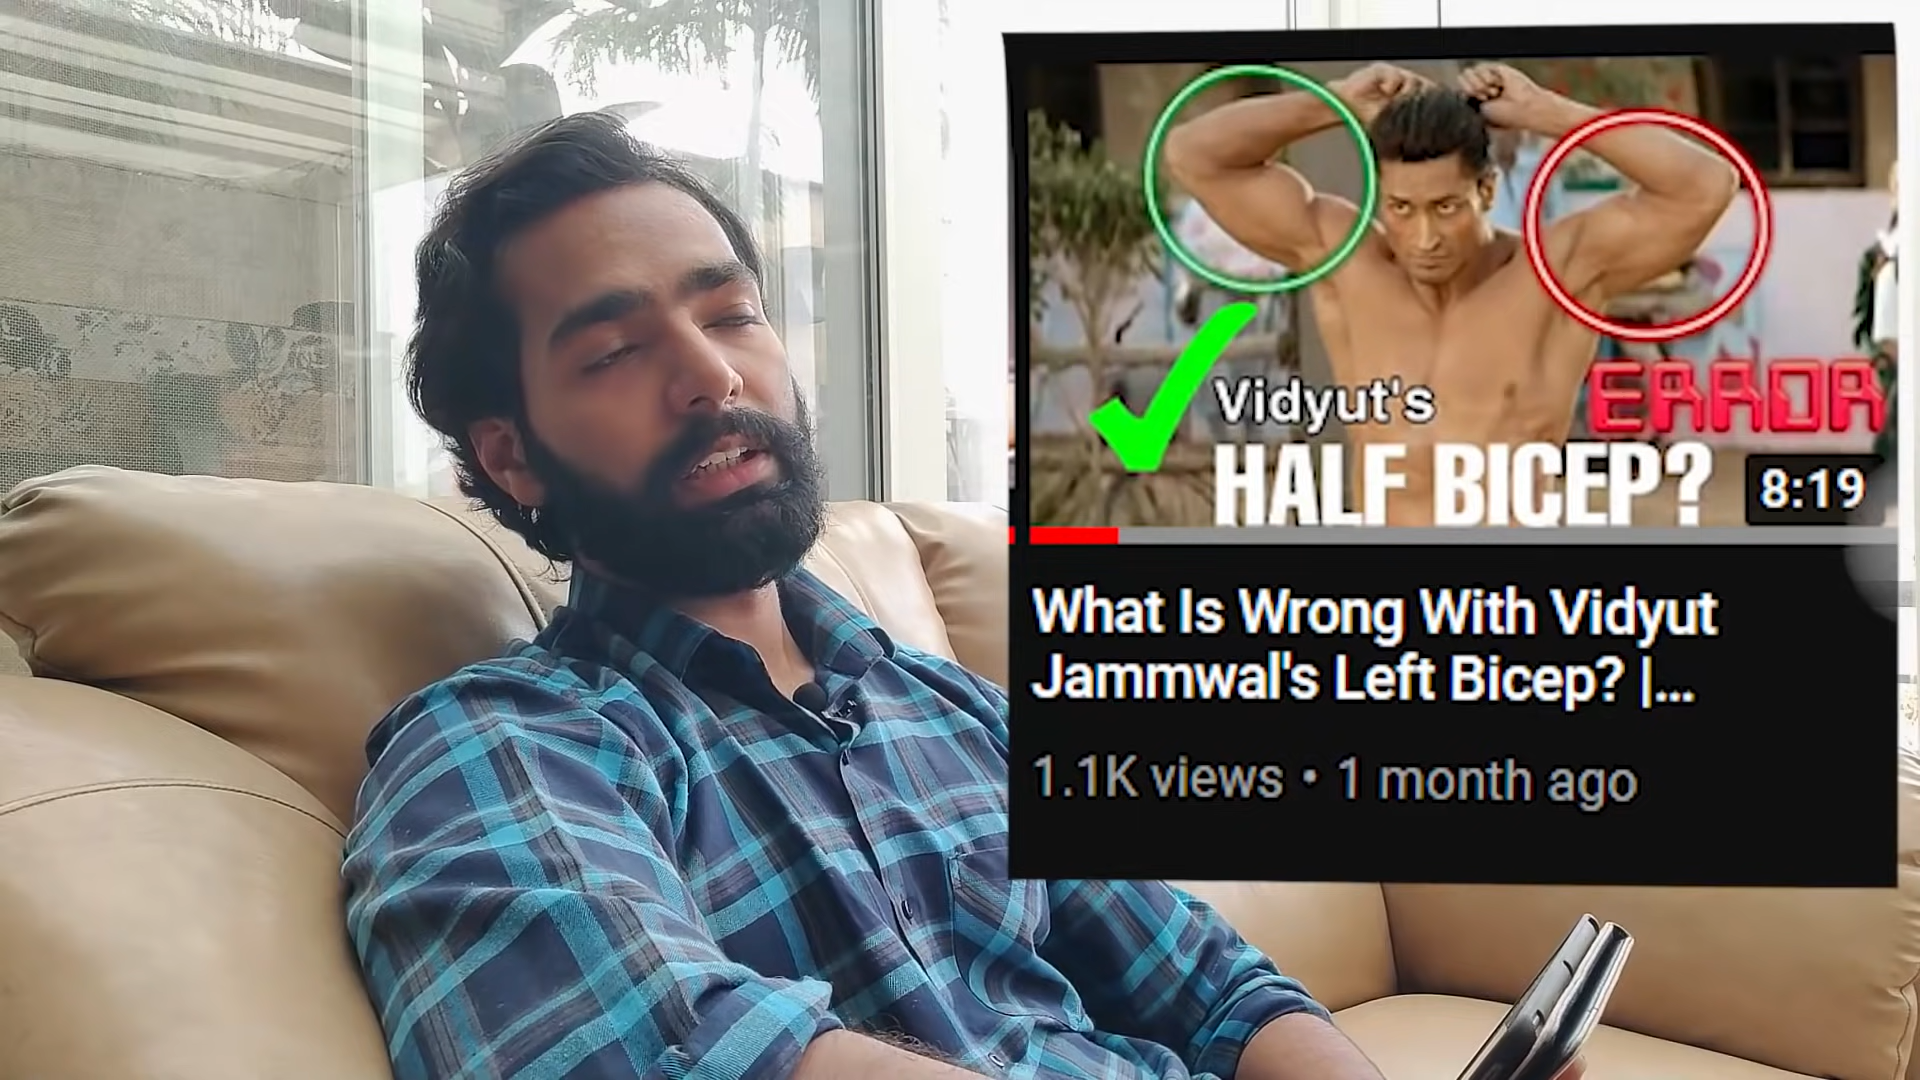 ERROR
Vidyut's
HALF BICEP?
8:19
What Is Wrong With Vidyut
Jammwal's Left Bicep? |...
1.1K views • 1 month ago